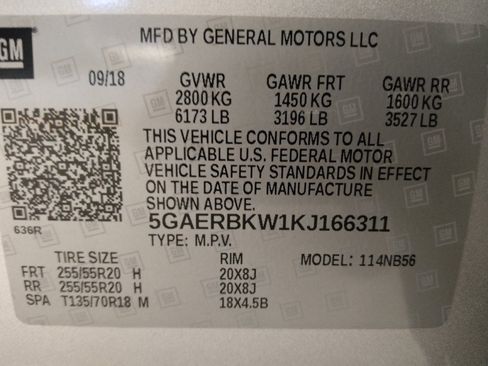 GM
MFD BY GENERAL MOTORS LLC
09/18 GVWR GAWR FRT GAWR RR
2800 KG 1450 KG 1600 KG
6173 LB 3196 LB 3527 LB
THIS VEHICLE CONFORMS TO ALL
APPLICABLE U.S. FEDERAL MOTOR
VEHICLE SAFETY STANDARDS IN EFFECT
ON THE DATE OF MANUFACTURE
SHOWN ABOVE.
636R 5GAERBKW1KJ166311
TYPE: M.P.V.
TIRE SIZE RIM MODEL: 114NB56
FRT 255/55R20 H 20X8J
RR 255/55R20 H 20X8J
SPA T135/70R18 M 18X4.5B